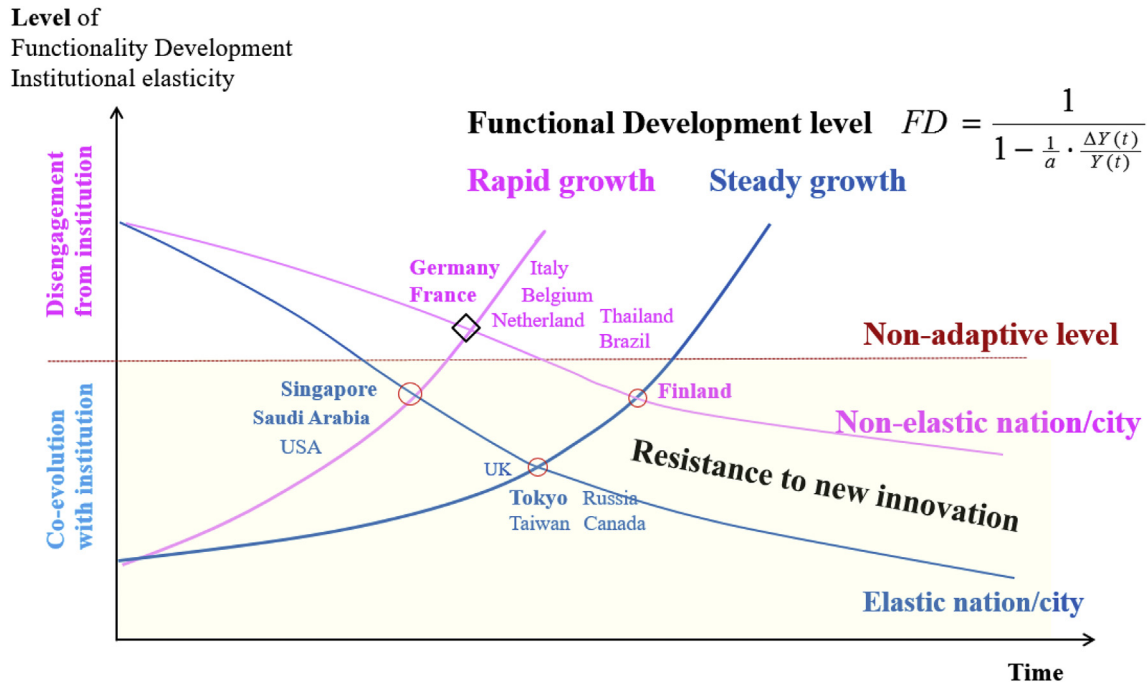 Level of
Functionality Development
Institutional elasticity
Functional Development level FD = 1 / (1 − 1/a · ΔY(t)/Y(t))
Rapid growth
Steady growth
Disengagement
from institution
Germany
Italy
France
Belgium
Netherland
Thailand
Brazil
Non-adaptive level
Singapore
Finland
Saudi Arabia
USA
Non-elastic nation/city
Co-evolution
with institution
Resistance to new innovation
UK
Tokyo Russia
Taiwan Canada
Elastic nation/city
Time